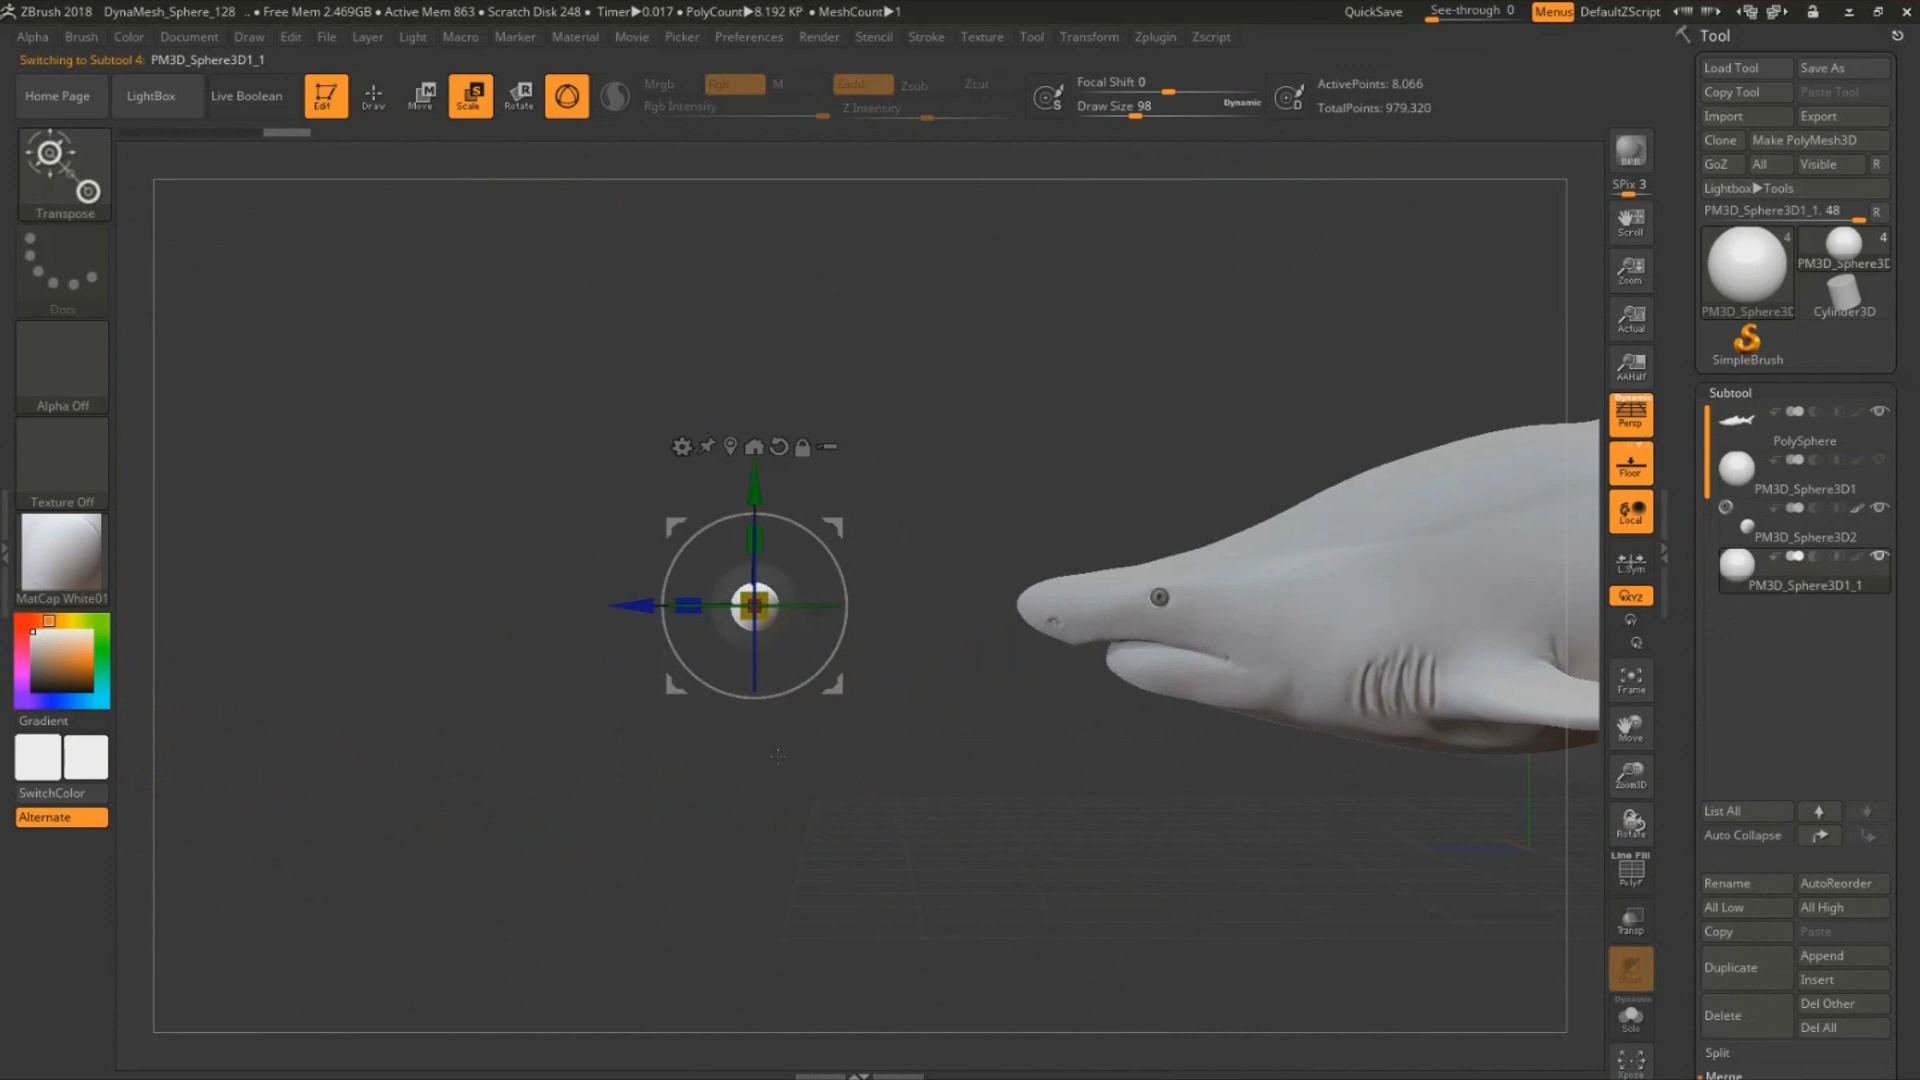 ZBrush 2018 DynaMesh_Sphere_128 .. • Free Mem 2.469GB • Active Mem 863 • Scratch Disk 248 • Timer▶0.017 • PolyCount▶8.192 KP • MeshCount▶1 QuickSave See-through 0 Menus DefaultZScript
Alpha Brush Color Document Draw Edit File Layer Light Macro Marker Material Movie Picker Preferences Render Stencil Stroke Texture Tool Transform Zplugin Zscript
Switching to Subtool 4: PM3D_Sphere3D1_1
Home Page LightBox Live Boolean Edit Draw Move Scale Rotate
Mrgb Rgb M Zadd Zsub Zcut
Rgb Intensity Z Intensity
Focal Shift 0
Draw Size 98 Dynamic
ActivePoints: 8,066
TotalPoints: 979,320
Transpose
Dots
Alpha Off
Texture Off
MatCap White01
Gradient
SwitchColor
Alternate
BPR
SPix 3
Scroll
Zoom
Actual
AAHalf
Dynamic
Persp
Floor
Local
L.Sym
XYZ
Frame
Move
Zoom3D
Rotate
Line Fill
PolyF
Transp
Dynamic
Solo
Xpose
Tool
Load Tool Save As
Copy Tool Paste Tool
Import Export
Clone Make PolyMesh3D
GoZ All Visible R
Lightbox▶Tools
PM3D_Sphere3D1_1. 48 R
4 4
PM3D_Sphere3D
PM3D_Sphere3D Cylinder3D
SimpleBrush
Subtool
PolySphere
PM3D_Sphere3D1
PM3D_Sphere3D2
PM3D_Sphere3D1_1
List All
Auto Collapse
Rename AutoReorder
All Low All High
Copy Paste
Duplicate Append
Insert
Delete Del Other
Del All
Split
Merge